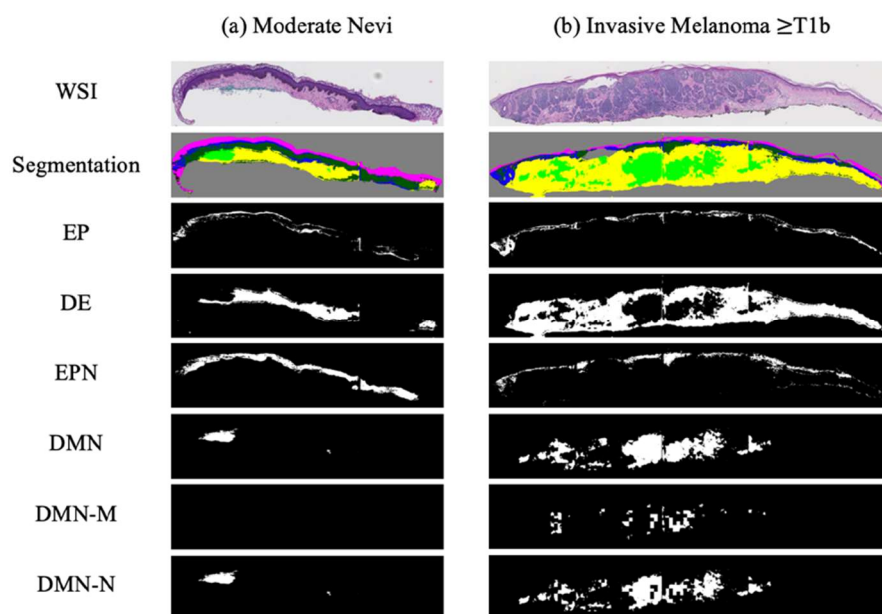 (a) Moderate Nevi
(b) Invasive Melanoma ≥T1b
WSI
Segmentation
EP
DE
EPN
DMN
DMN-M
DMN-N